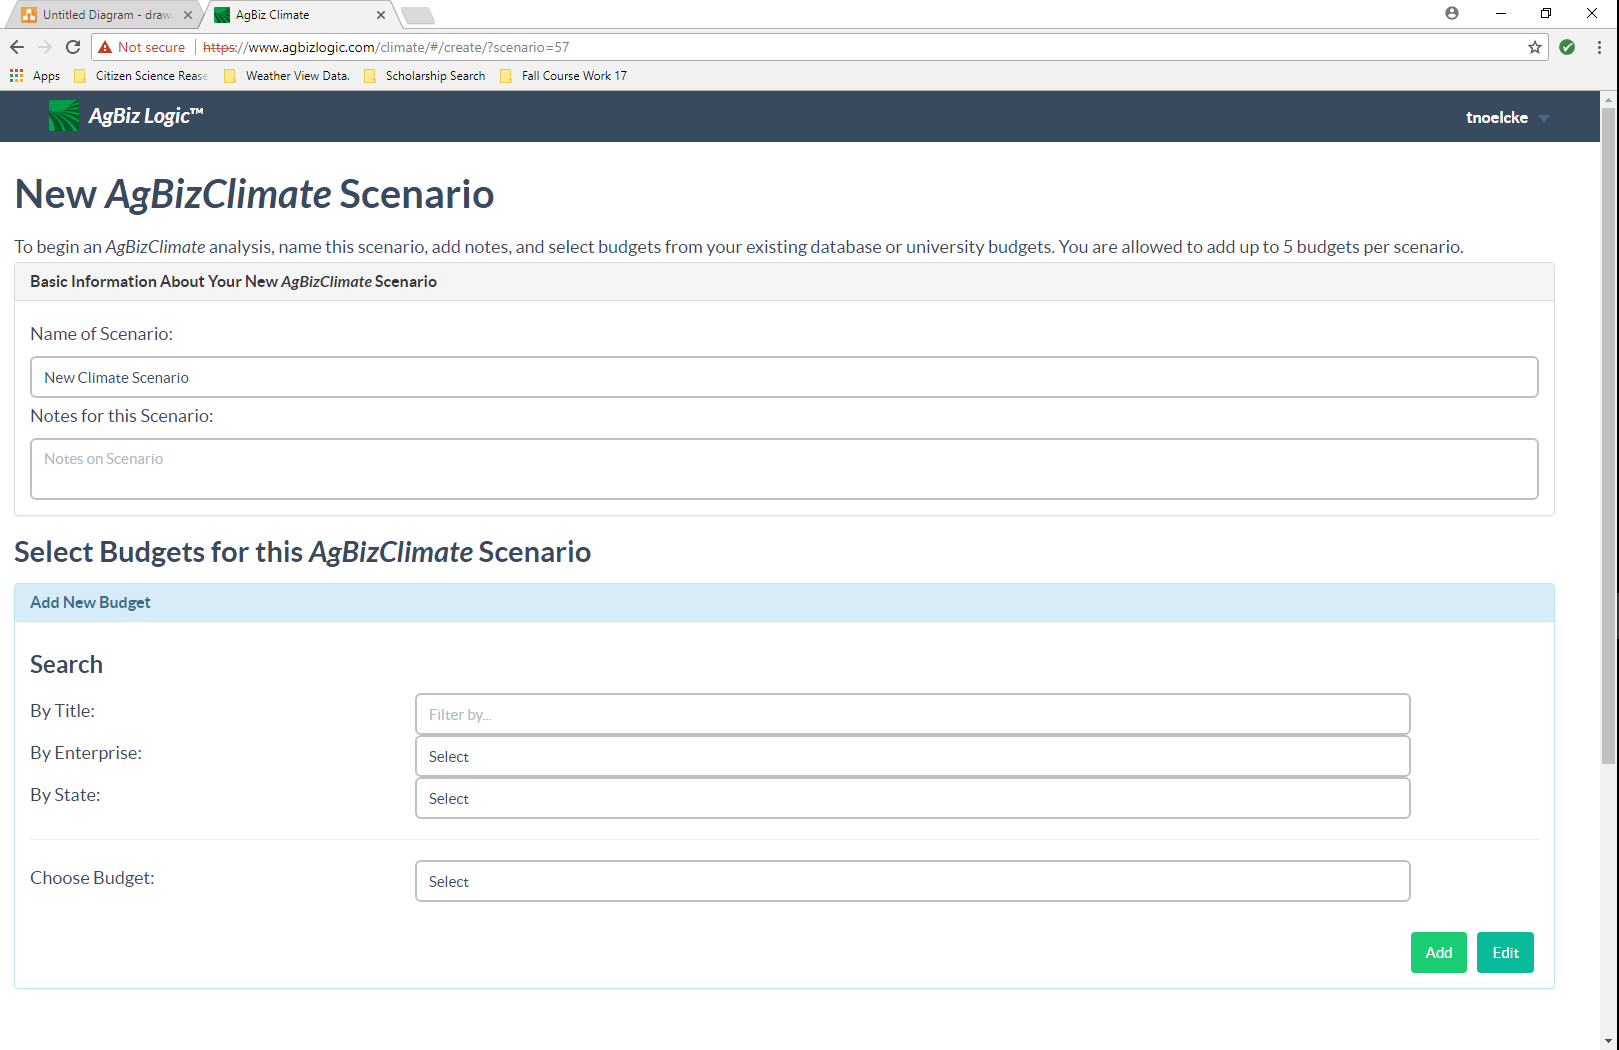 Untitled Diagram - draw
AgBiz Climate
Not secure https://www.agbizlogic.com/climate/#/create/?scenario=57
Apps Citizen Science Rease Weather View Data. Scholarship Search Fall Course Work 17
AgBiz Logic™ tnoelcke
New AgBizClimate Scenario
To begin an AgBizClimate analysis, name this scenario, add notes, and select budgets from your existing database or university budgets. You are allowed to add up to 5 budgets per scenario.
Basic Information About Your New AgBizClimate Scenario
Name of Scenario:
New Climate Scenario
Notes for this Scenario:
Notes on Scenario
Select Budgets for this AgBizClimate Scenario
Add New Budget
Search
By Title: Filter by...
By Enterprise: Select
By State: Select
Choose Budget: Select
Add Edit